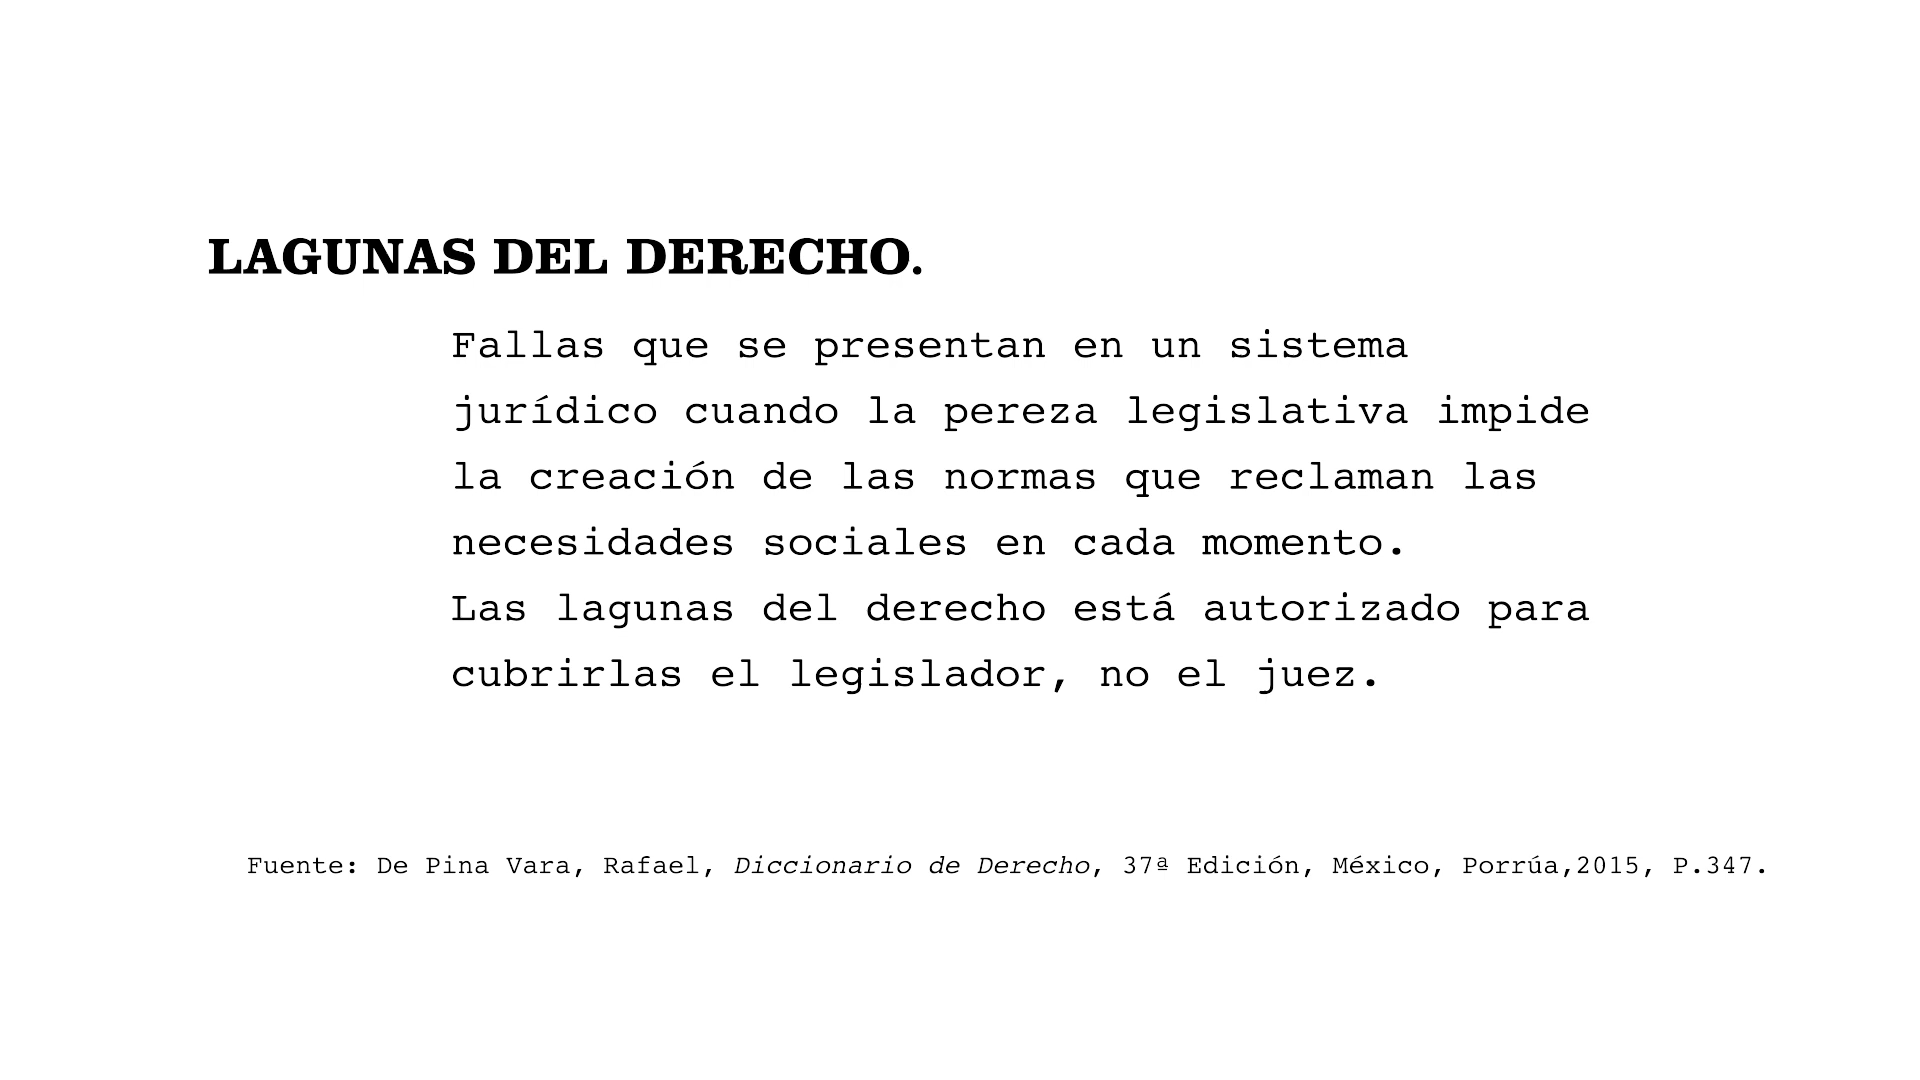 LAGUNAS DEL DERECHO.
Fallas que se presentan en un sistema
jurídico cuando la pereza legislativa impide
la creación de las normas que reclaman las
necesidades sociales en cada momento.
Las lagunas del derecho está autorizado para
cubrirlas el legislador, no el juez.
Fuente: De Pina Vara, Rafael, Diccionario de Derecho, 37ª Edición, México, Porrúa,2015, P.347.